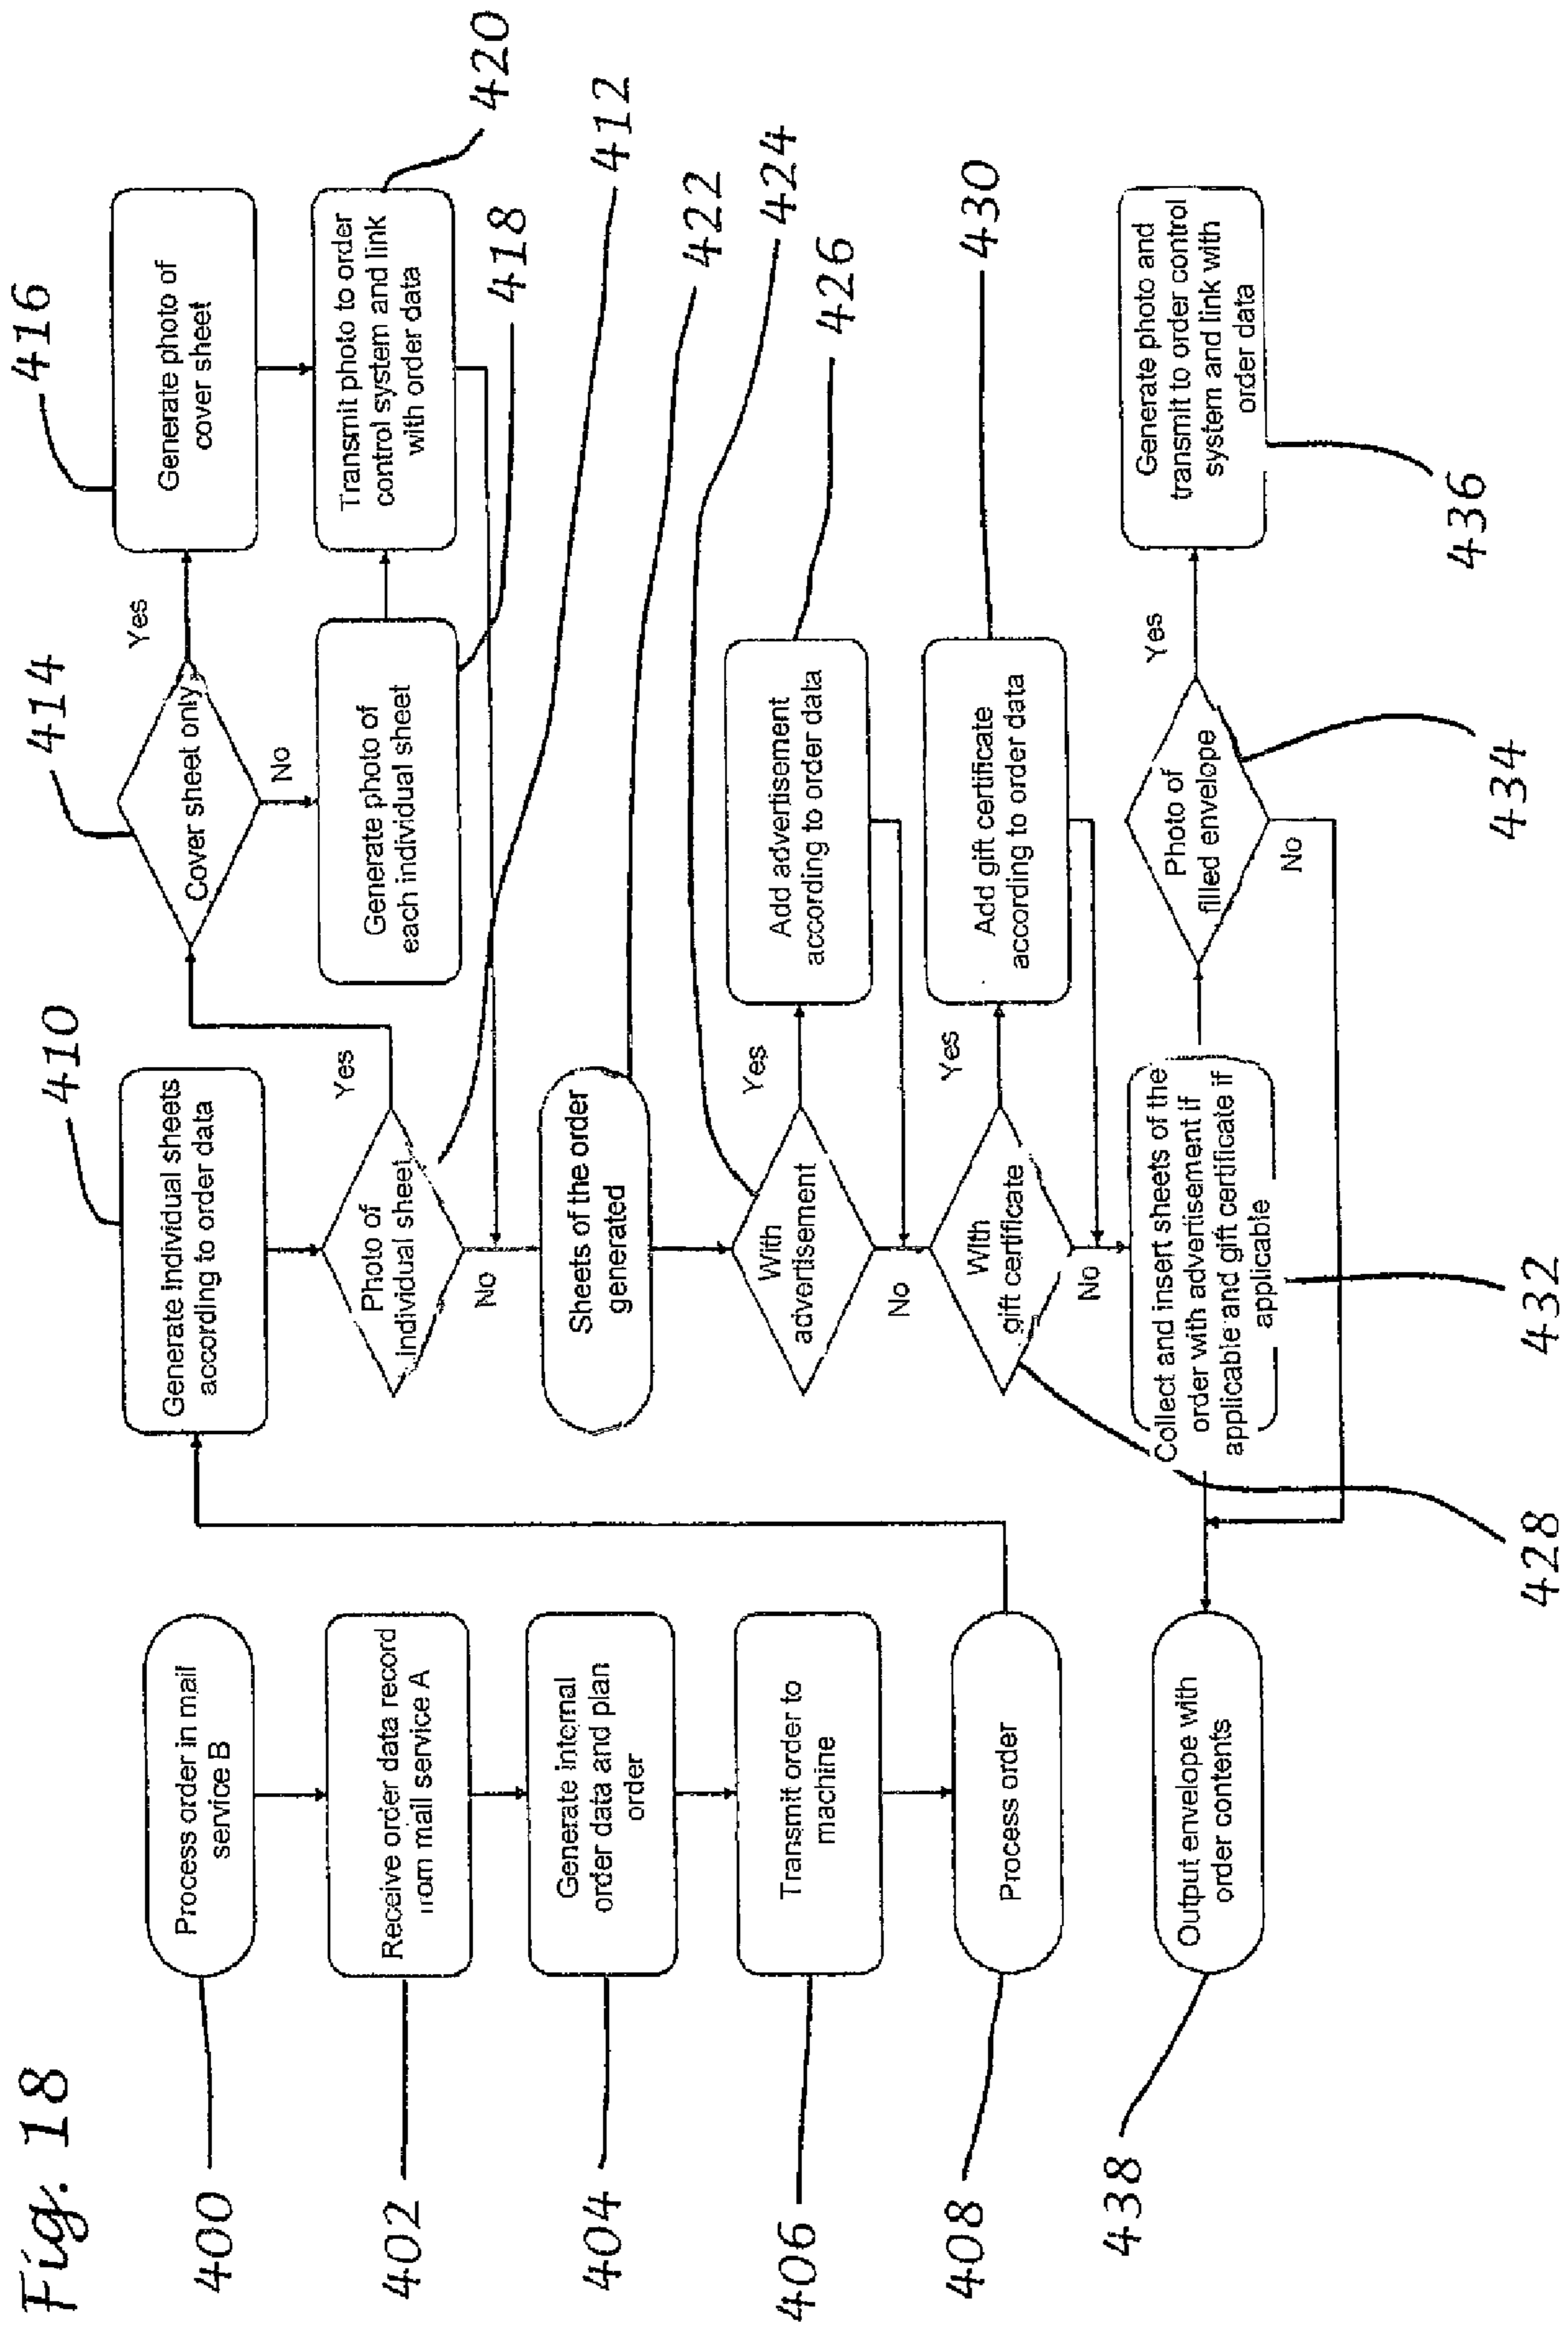 Fig. 18
400
Process order in mail
service B
402
Receive order data record
from mail service A
404
Generate internal
order data and plan
order
406
Transmit order to
machine
408
Process order
438
Output envelope with
order contents
410
Generate individual sheets
according to order data
Photo of
individual sheet
Yes
No
412
414
Cover sheet only
Yes
No
416
Generate photo of
cover sheet
Generate photo of
each individual sheet
418
Transmit photo to order
control system and link
with order data
420
Sheets of the order
generated
422
With
advertisement
Yes
No
424
Add advertisement
according to order data
426
With
gift certificate
Yes
No
428
Add gift certificate
according to order data
430
Collect and insert sheets of the
order with advertisement if
applicable and gift certificate if
applicable
432
Photo of
filled envelope
Yes
No
434
Generate photo and
transmit to order control
system and link with
order data
436